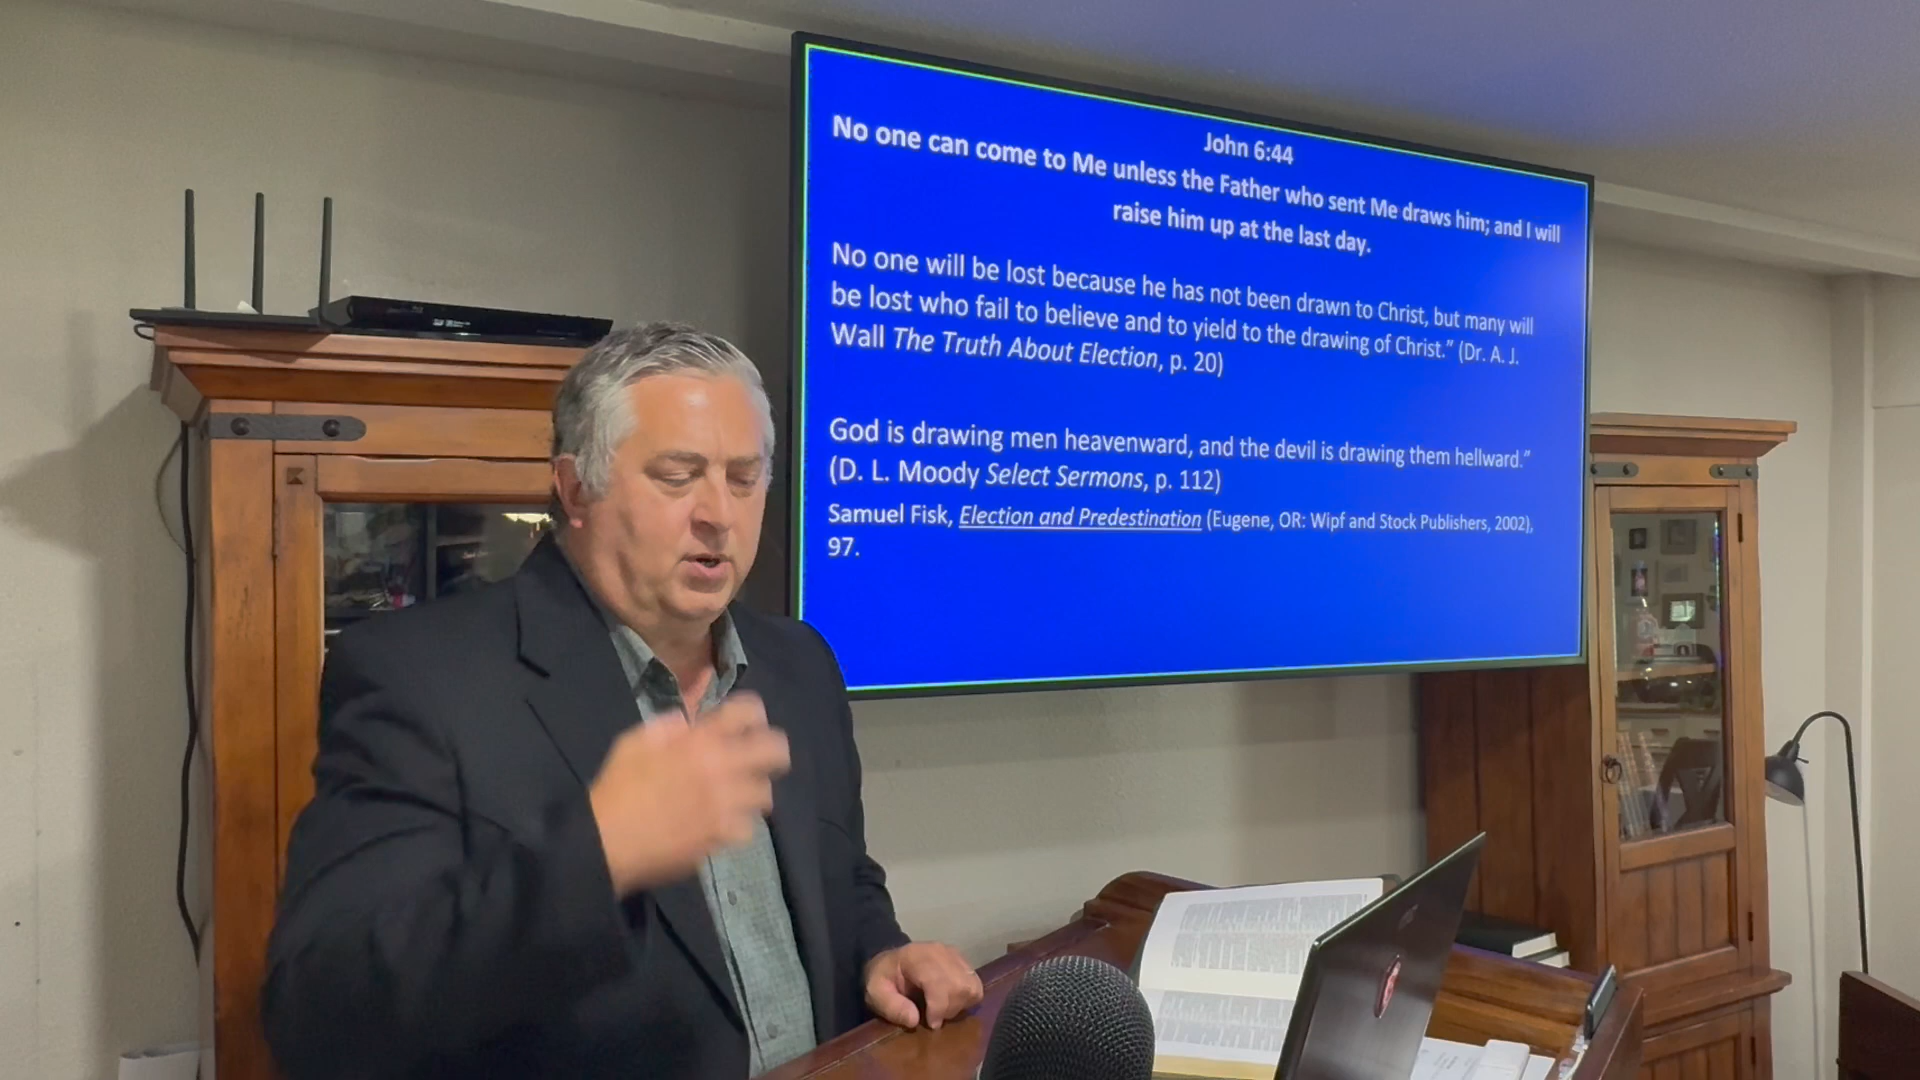 John 6:44
No one can come to Me unless the Father who sent Me draws him; and I will
raise him up at the last day.
No one will be lost because he has not been drawn to Christ, but many will
be lost who fail to believe and to yield to the drawing of Christ.” (Dr. A. J.
Wall The Truth About Election, p. 20)
God is drawing men heavenward, and the devil is drawing them hellward.”
(D. L. Moody Select Sermons, p. 112)
Samuel Fisk, Election and Predestination (Eugene, OR: Wipf and Stock Publishers, 2002),
97.